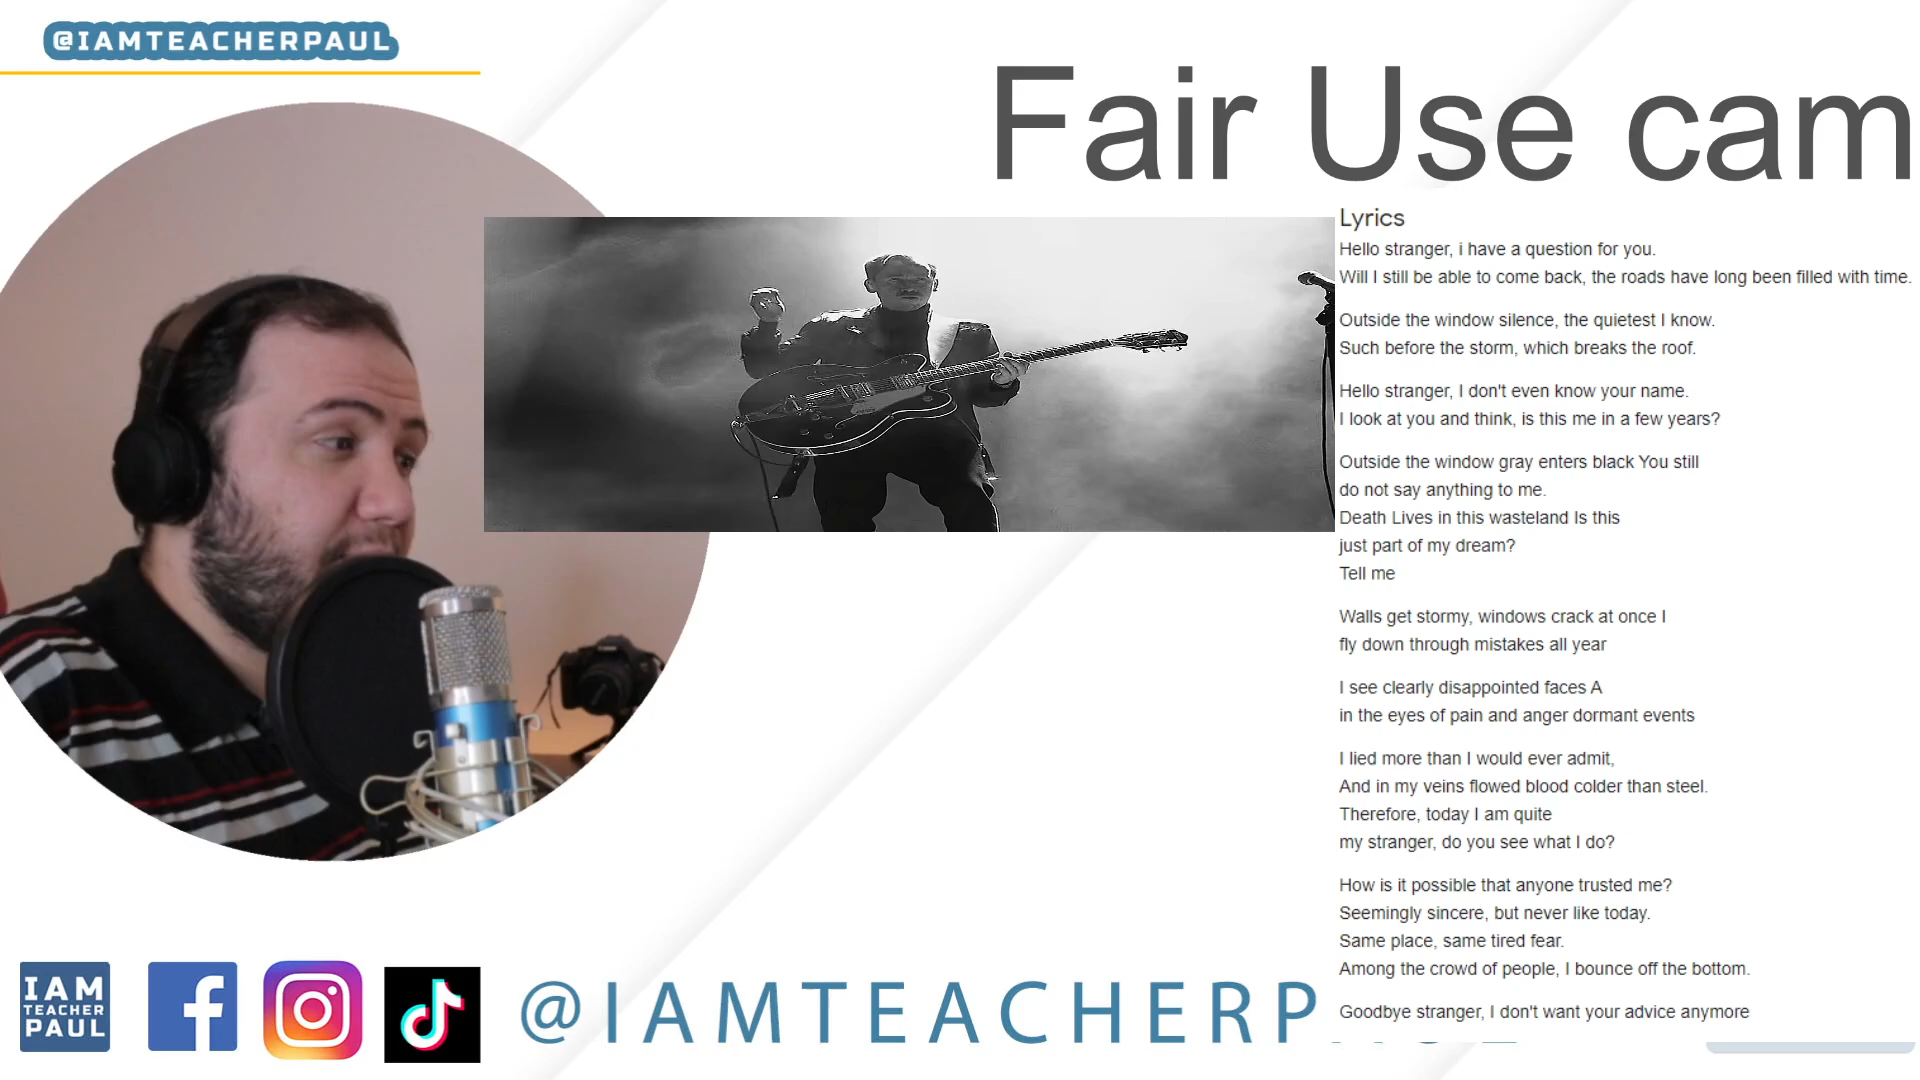 @IAMTEACHERPAUL
Fair Use cam
Lyrics
Hello stranger, i have a question for you.
Will I still be able to come back, the roads have long been filled with time.
Outside the window silence, the quietest I know.
Such before the storm, which breaks the roof.
Hello stranger, I don't even know your name.
I look at you and think, is this me in a few years?
Outside the window gray enters black You still
do not say anything to me.
Death Lives in this wasteland Is this
just part of my dream?
Tell me
Walls get stormy, windows crack at once I
fly down through mistakes all year
I see clearly disappointed faces A
in the eyes of pain and anger dormant events
I lied more than I would ever admit,
And in my veins flowed blood colder than steel.
Therefore, today I am quite
my stranger, do you see what I do?
How is it possible that anyone trusted me?
Seemingly sincere, but never like today.
Same place, same tired fear.
Among the crowd of people, I bounce off the bottom.
Goodbye stranger, I don't want your advice anymore
IAM
TEACHER
PAUL
@IAMTEACHERP